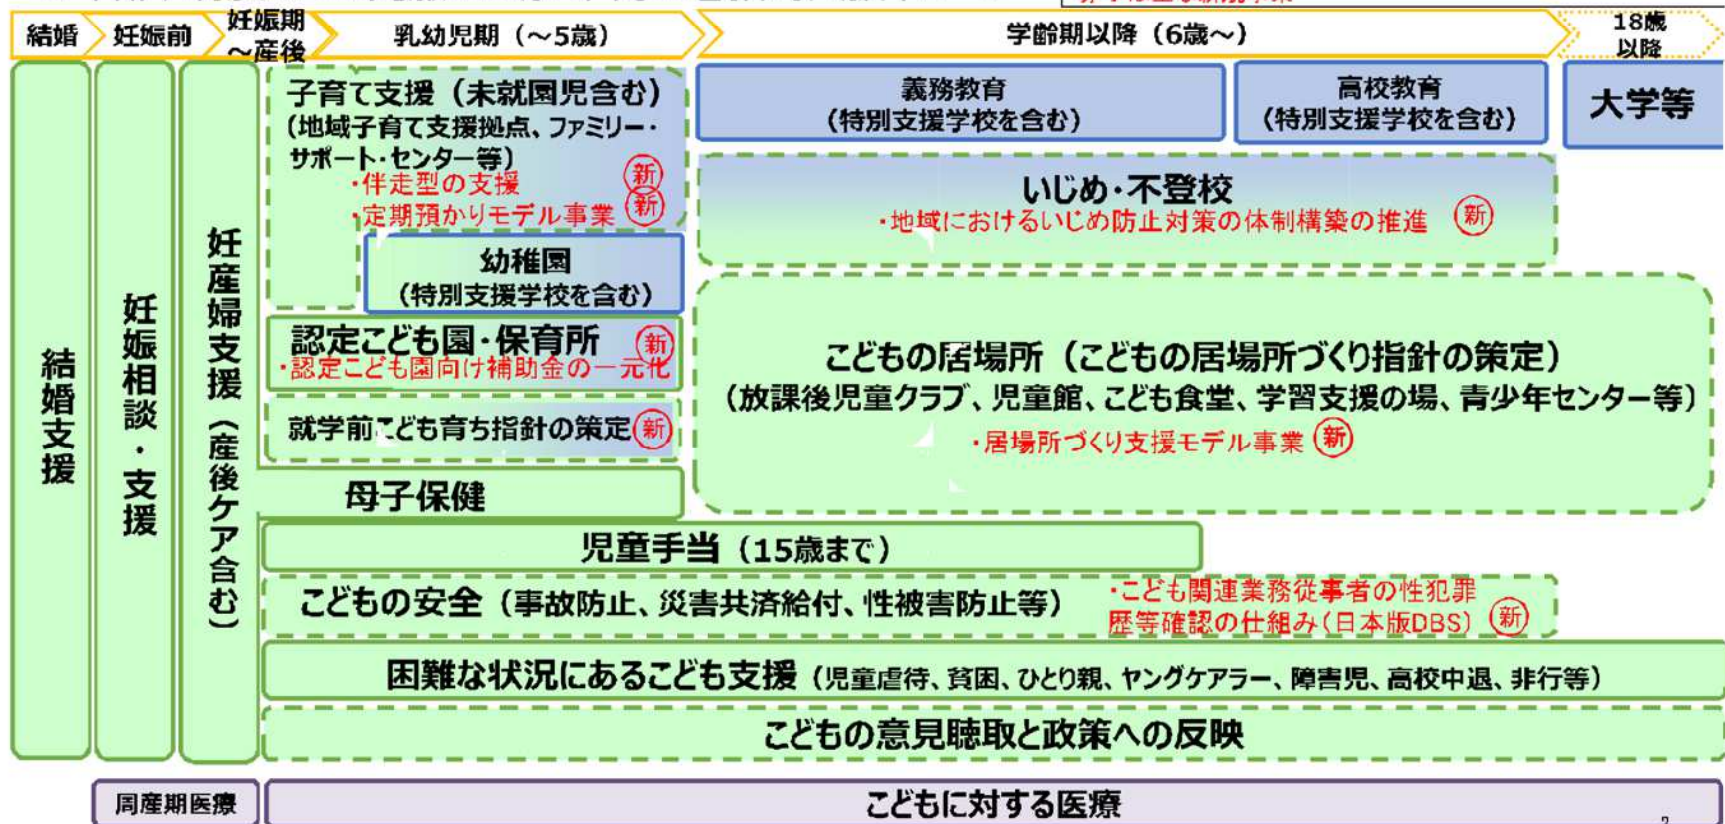 結婚
妊娠前
妊娠期
～産後
乳幼児期（～5歳）
学齢期以降（6歳～）
18歳
以降
結婚支援
妊娠相談・支援
妊産婦支援（産後ケア含む）
子育て支援（未就園児含む）
（地域子育て支援拠点、ファミリー・
サポート・センター等）
・伴走型の支援 新
・定期預かりモデル事業 新
幼稚園
（特別支援学校を含む）
認定こども園・保育所 新
・認定こども園向け補助金の一元化
就学前こども育ち指針の策定 新
母子保健
義務教育
（特別支援学校を含む）
高校教育
（特別支援学校を含む）
大学等
いじめ・不登校
・地域におけるいじめ防止対策の体制構築の推進 新
こどもの居場所（こどもの居場所づくり指針の策定）
（放課後児童クラブ、児童館、こども食堂、学習支援の場、青少年センター等）
・居場所づくり支援モデル事業 新
児童手当（15歳まで）
こどもの安全（事故防止、災害共済給付、性被害防止等）
・こども関連業務従事者の性犯罪
歴等確認の仕組み（日本版DBS） 新
困難な状況にあるこども支援（児童虐待、貧困、ひとり親、ヤングケアラー、障害児、高校中退、非行等）
こどもの意見聴取と政策への反映
周産期医療
こどもに対する医療